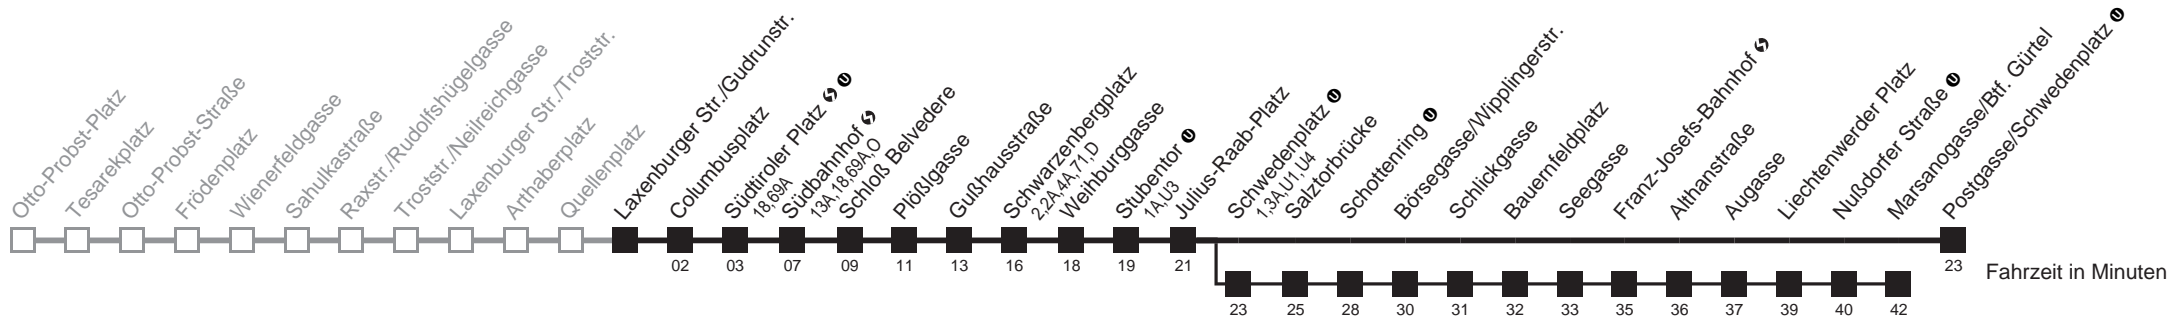 Otto-Probst-Platz
Tesarekplatz
Otto-Probst-Straße
Frödenplatz
Wienerfeldgasse
Sahulkastraße
Raxstr./Rudolfshügelgasse
Troststr./Neilreichgasse
Laxenburger Str./Troststr.
Arthaberplatz
Quellenplatz
Laxenburger Str./Gudrunstr.
Columbusplatz
Südtiroler Platz S U
18,69A
Südbahnhof S
13A,18,69A,O
Schloß Belvedere
Plößlgasse
Gußhausstraße
Schwarzenbergplatz
2,2A,4A,71,D
Weihburggasse
Stubentor U
1A,U3
Julius-Raab-Platz
Schwedenplatz U
1,3A,U1,U4
Salztorbrücke
Schottenring U
Börsegasse/Wipplingerstr.
Schlickgasse
Bauernfeldplatz
Seegasse
Franz-Josefs-Bahnhof S
Althanstraße
Augasse
Liechtenwerder Platz
Nußdorfer Straße U
Marsanogasse/Btf. Gürtel
Postgasse/Schwedenplatz U
02 03 07 09 11 13 16 18 19 21 23
Fahrzeit in Minuten
23 25 28 30 31 32 33 35 36 37 39 40 42